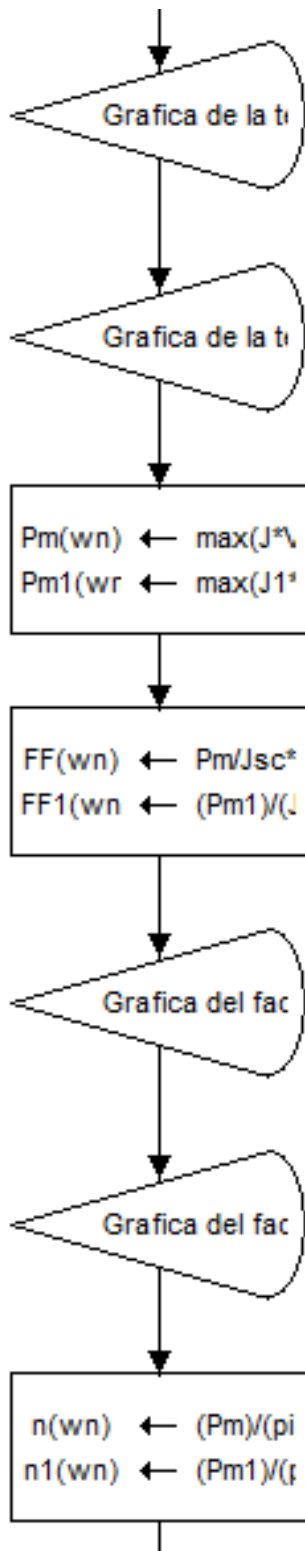 Grafica de la
Grafica de la
Pm(wn) ← max(J*
Pm1(wr ← max(J1*
FF(wn) ← Pm/Jsc*
FF1(wn ← (Pm1)/(
Grafica del fac
Grafica del fac
n(wn) ← (Pm)/(pi
n1(wn) ← (Pm1)/(